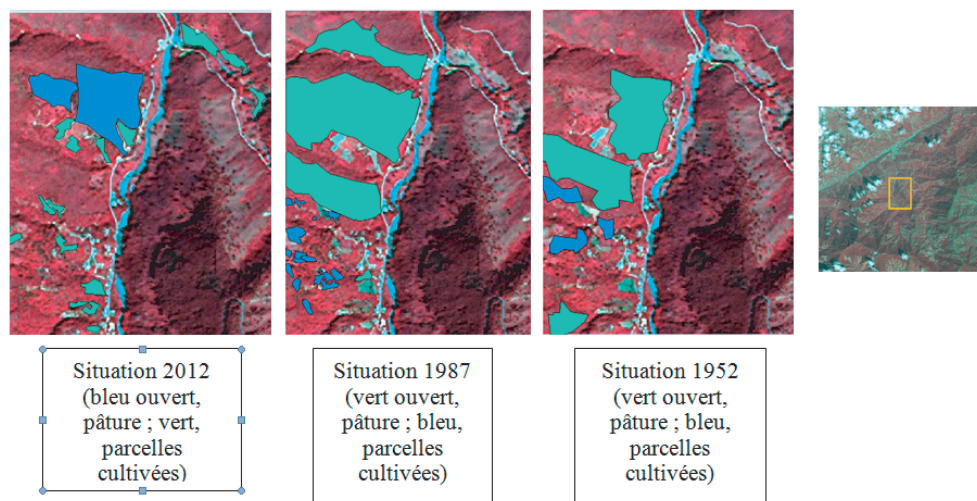 Situation 2012
(bleu ouvert,
pâture ; vert,
parcelles
cultivées)
Situation 1987
(vert ouvert,
pâture ; bleu,
parcelles
cultivées)
Situation 1952
(vert ouvert,
pâture ; bleu,
parcelles
cultivées)